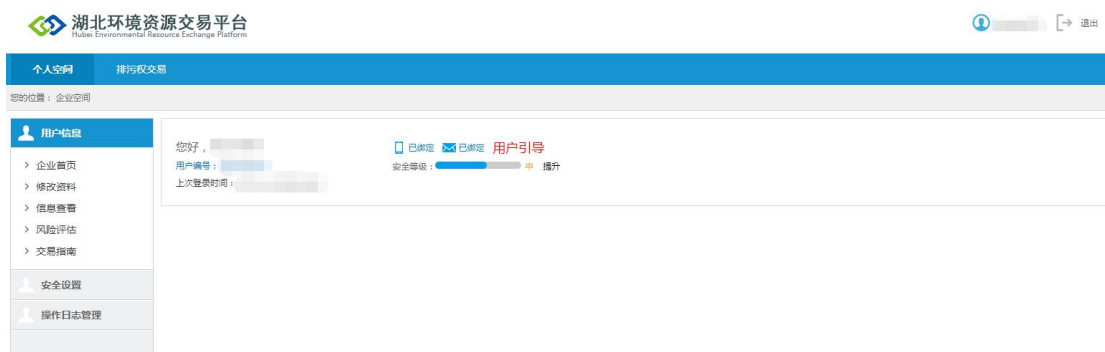 湖北环境资源交易平台
Hubei Environmental Resource Exchange Platform
退出
个人空间 排污权交易
您的位置： 企业空间
用户信息
> 企业首页
> 修改资料
> 信息查看
> 风险评估
> 交易指南
安全设置
操作日志管理
您好，
已绑定 已绑定 用户引导
用户编号：
安全等级： 中 提升
上次登录时间：